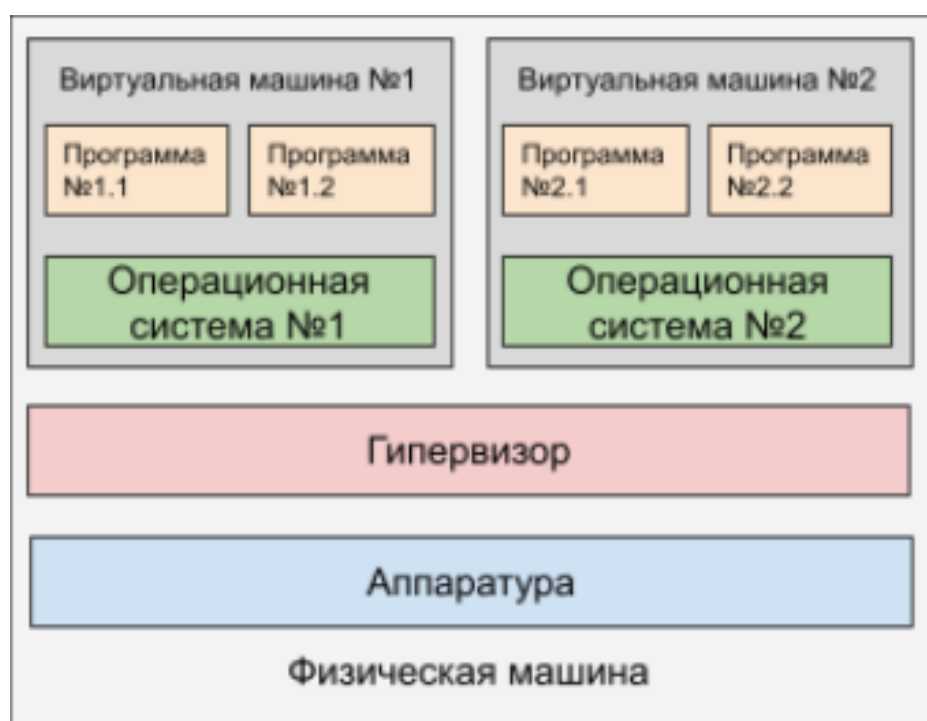 Виртуальная машина №1
Виртуальная машина №2
Программа
№1.1
Программа
№1.2
Программа
№2.1
Программа
№2.2
Операционная
система №1
Операционная
система №2
Гипервизор
Аппаратура
Физическая машина